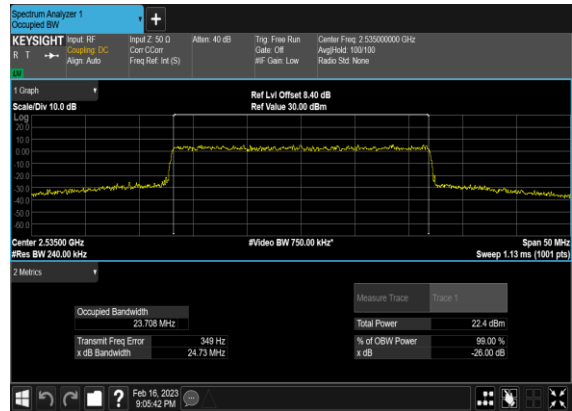 Spectrum Analyzer 1
Occupied BW
+
KEYSIGHT
R T
LW
Input: RF
Coupling: DC
Align: Auto
Input Z: 50 Ω
Corr CCorr
Freq Ref: Int (S)
Atten: 40 dB
Trig: Free Run
Gate: Off
#IF Gain: Low
Center Freq: 2.535000000 GHz
Avg|Hold: 100/100
Radio Std: None
1 Graph
Scale/Div 10.0 dB
Ref Lvl Offset 8.40 dB
Ref Value 30.00 dBm
Log
20.0
10.0
0.00
-10.0
-20.0
-30.0
-40.0
-50.0
-60.0
Center 2.53500 GHz
#Res BW 240.00 kHz
#Video BW 750.00 kHz*
Span 50 MHz
Sweep 1.13 ms (1001 pts)
2 Metrics
Measure Trace Trace 1
Occupied Bandwidth
23.708 MHz
Total Power 22.4 dBm
Transmit Freq Error 349 Hz
% of OBW Power 99.00 %
x dB Bandwidth 24.73 MHz
x dB -26.00 dB
?
Feb 16, 2023
9:05:42 PM